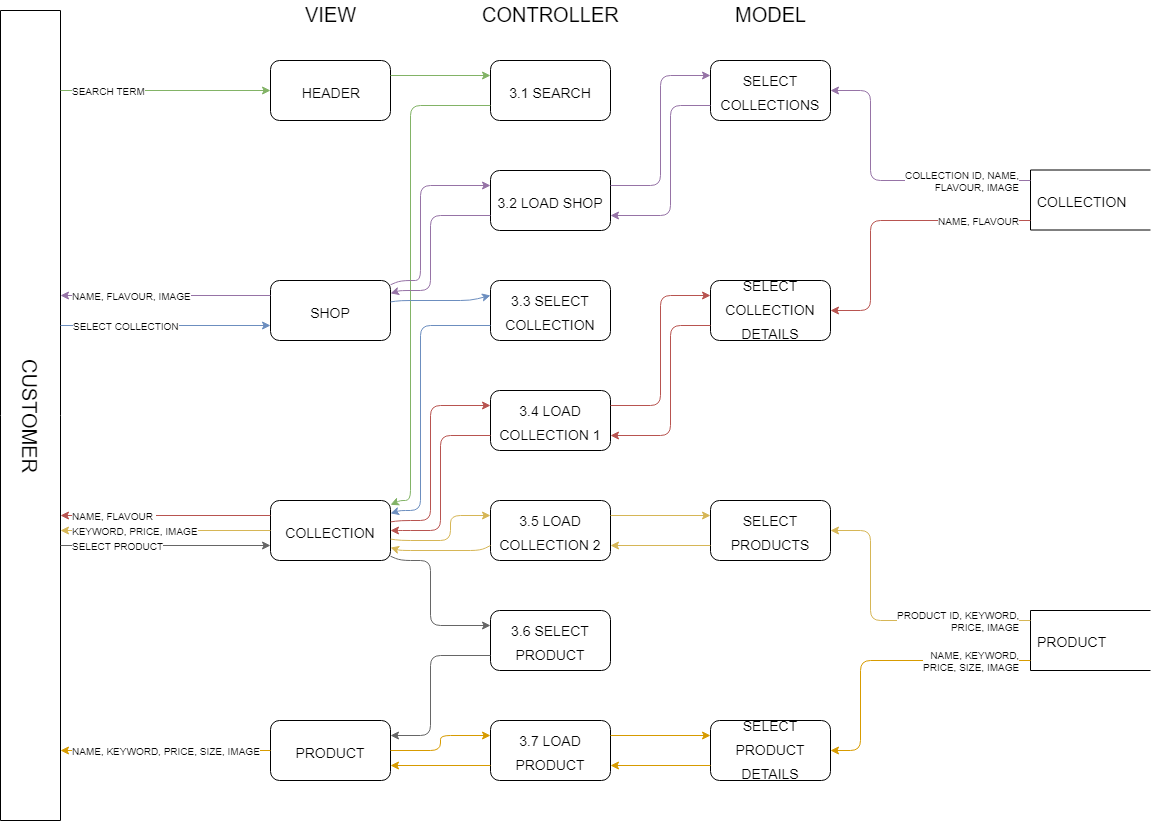 VIEW
CONTROLLER
MODEL
CUSTOMER
SEARCH TERM
HEADER
3.1 SEARCH
SELECT
COLLECTIONS
COLLECTION ID, NAME,
FLAVOUR, IMAGE
COLLECTION
3.2 LOAD SHOP
NAME, FLAVOUR
NAME, FLAVOUR, IMAGE
SELECT COLLECTION
SHOP
3.3 SELECT
COLLECTION
SELECT
COLLECTION
DETAILS
3.4 LOAD
COLLECTION 1
NAME, FLAVOUR
KEYWORD, PRICE, IMAGE
SELECT PRODUCT
COLLECTION
3.5 LOAD
COLLECTION 2
SELECT
PRODUCTS
PRODUCT ID, KEYWORD,
PRICE, IMAGE
PRODUCT
3.6 SELECT
PRODUCT
NAME, KEYWORD,
PRICE, SIZE, IMAGE
NAME, KEYWORD, PRICE, SIZE, IMAGE
PRODUCT
3.7 LOAD
PRODUCT
SELECT
PRODUCT
DETAILS